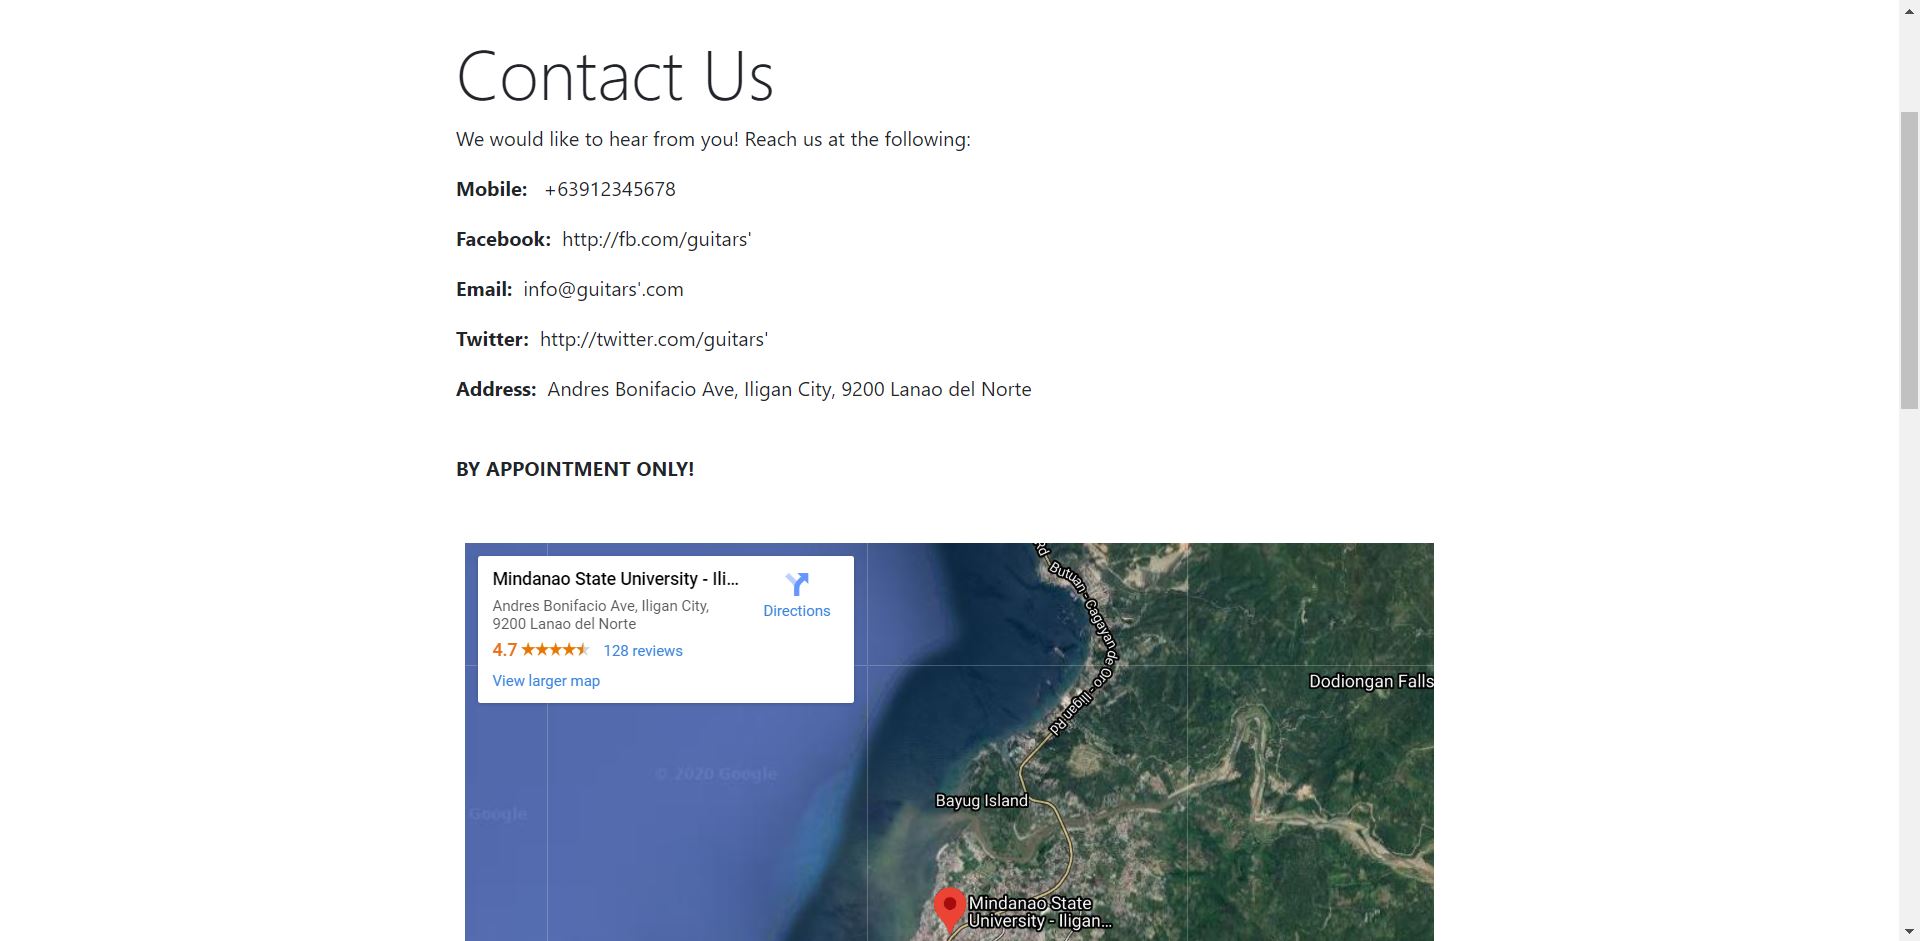 Contact Us
We would like to hear from you! Reach us at the following:
Mobile: +63912345678
Facebook: http://fb.com/guitars'
Email: info@guitars'.com
Twitter: http://twitter.com/guitars'
Address: Andres Bonifacio Ave, Iligan City, 9200 Lanao del Norte
BY APPOINTMENT ONLY!
Mindanao State University - Ili...
Directions
Andres Bonifacio Ave, Iligan City,
9200 Lanao del Norte
4.7 128 reviews
View larger map
Rd
Butuan - Cagayan de Oro - Iligan Rd
Dodiongan Falls
© 2020 Google
Google
Bayug Island
Mindanao State
University - Iligan...